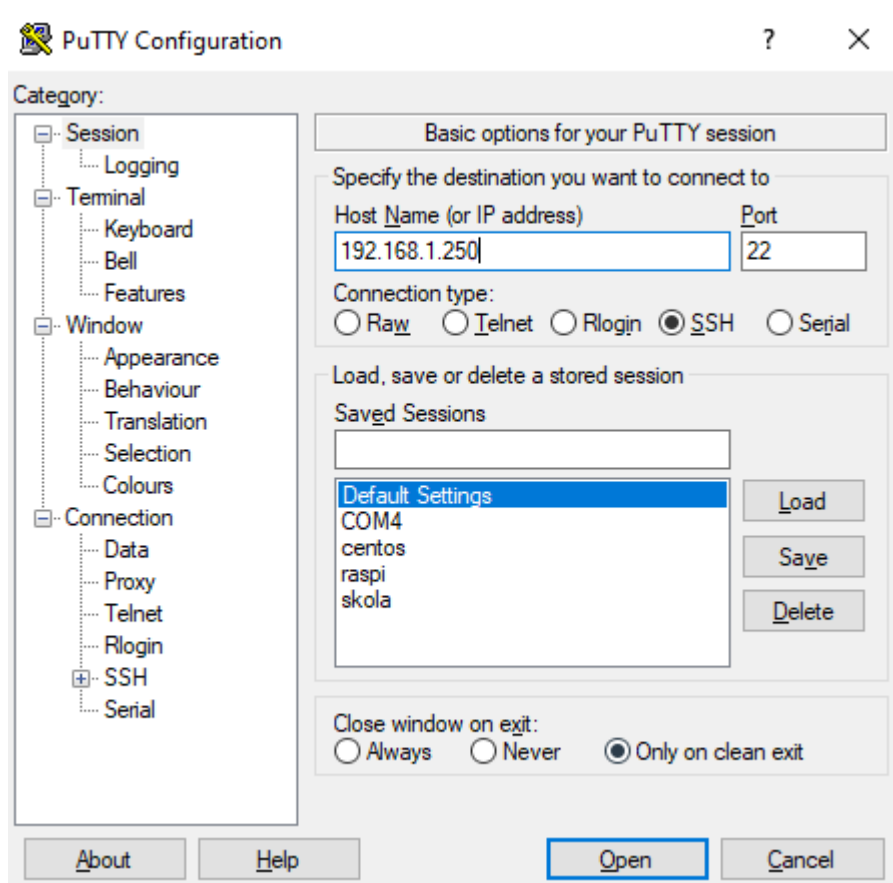 PuTTY Configuration ? ×
Category:
Session
Logging
Terminal
Keyboard
Bell
Features
Window
Appearance
Behaviour
Translation
Selection
Colours
Connection
Data
Proxy
Telnet
Rlogin
SSH
Serial
Basic options for your PuTTY session
Specify the destination you want to connect to
Host Name (or IP address) Port
192.168.1.250 22
Connection type:
Raw Telnet Rlogin SSH Serial
Load, save or delete a stored session
Saved Sessions
Default Settings
COM4
centos
raspi
skola
Load
Save
Delete
Close window on exit:
Always Never Only on clean exit
About Help Open Cancel